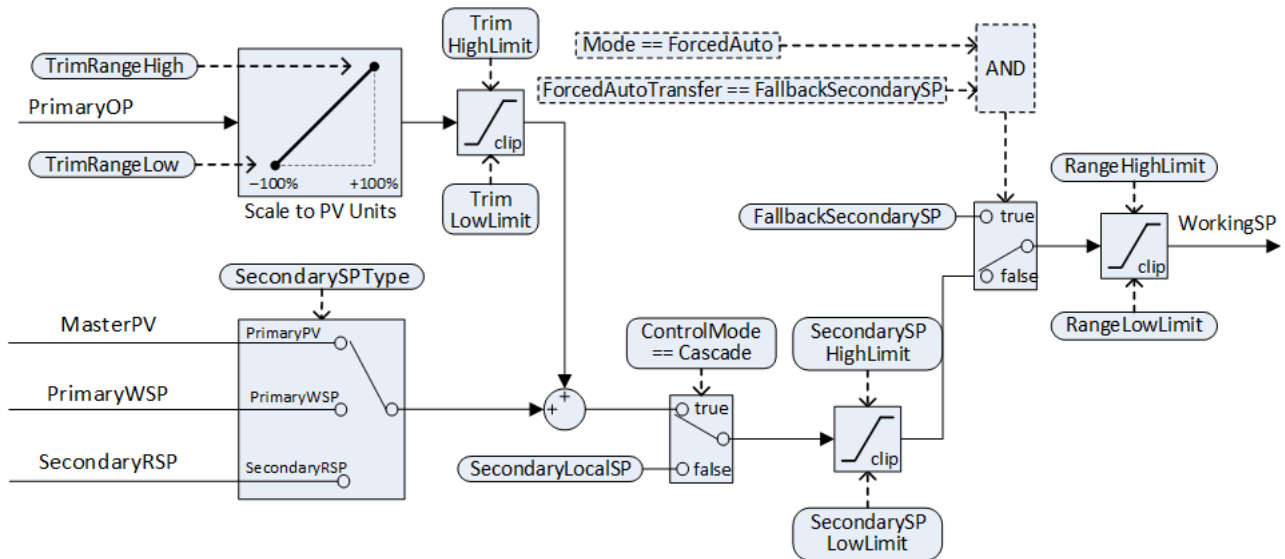 Trim
HighLimit
Mode == ForcedAuto
AND
TrimRangeHigh
ForcedAutoTransfer == FallbackSecondarySP
PrimaryOP
clip
TrimRangeLow
−100%
+100%
Scale to PV Units
Trim
LowLimit
RangeHighLimit
FallbackSecondarySP
true
false
WorkingSP
clip
RangeLowLimit
SecondarySPType
MasterPV
PrimaryPV
PrimaryWSP
PrimaryWSP
SecondaryRSP
SecondaryRSP
+
+
ControlMode
== Cascade
true
false
SecondaryLocalSP
SecondarySP
HighLimit
clip
SecondarySP
LowLimit